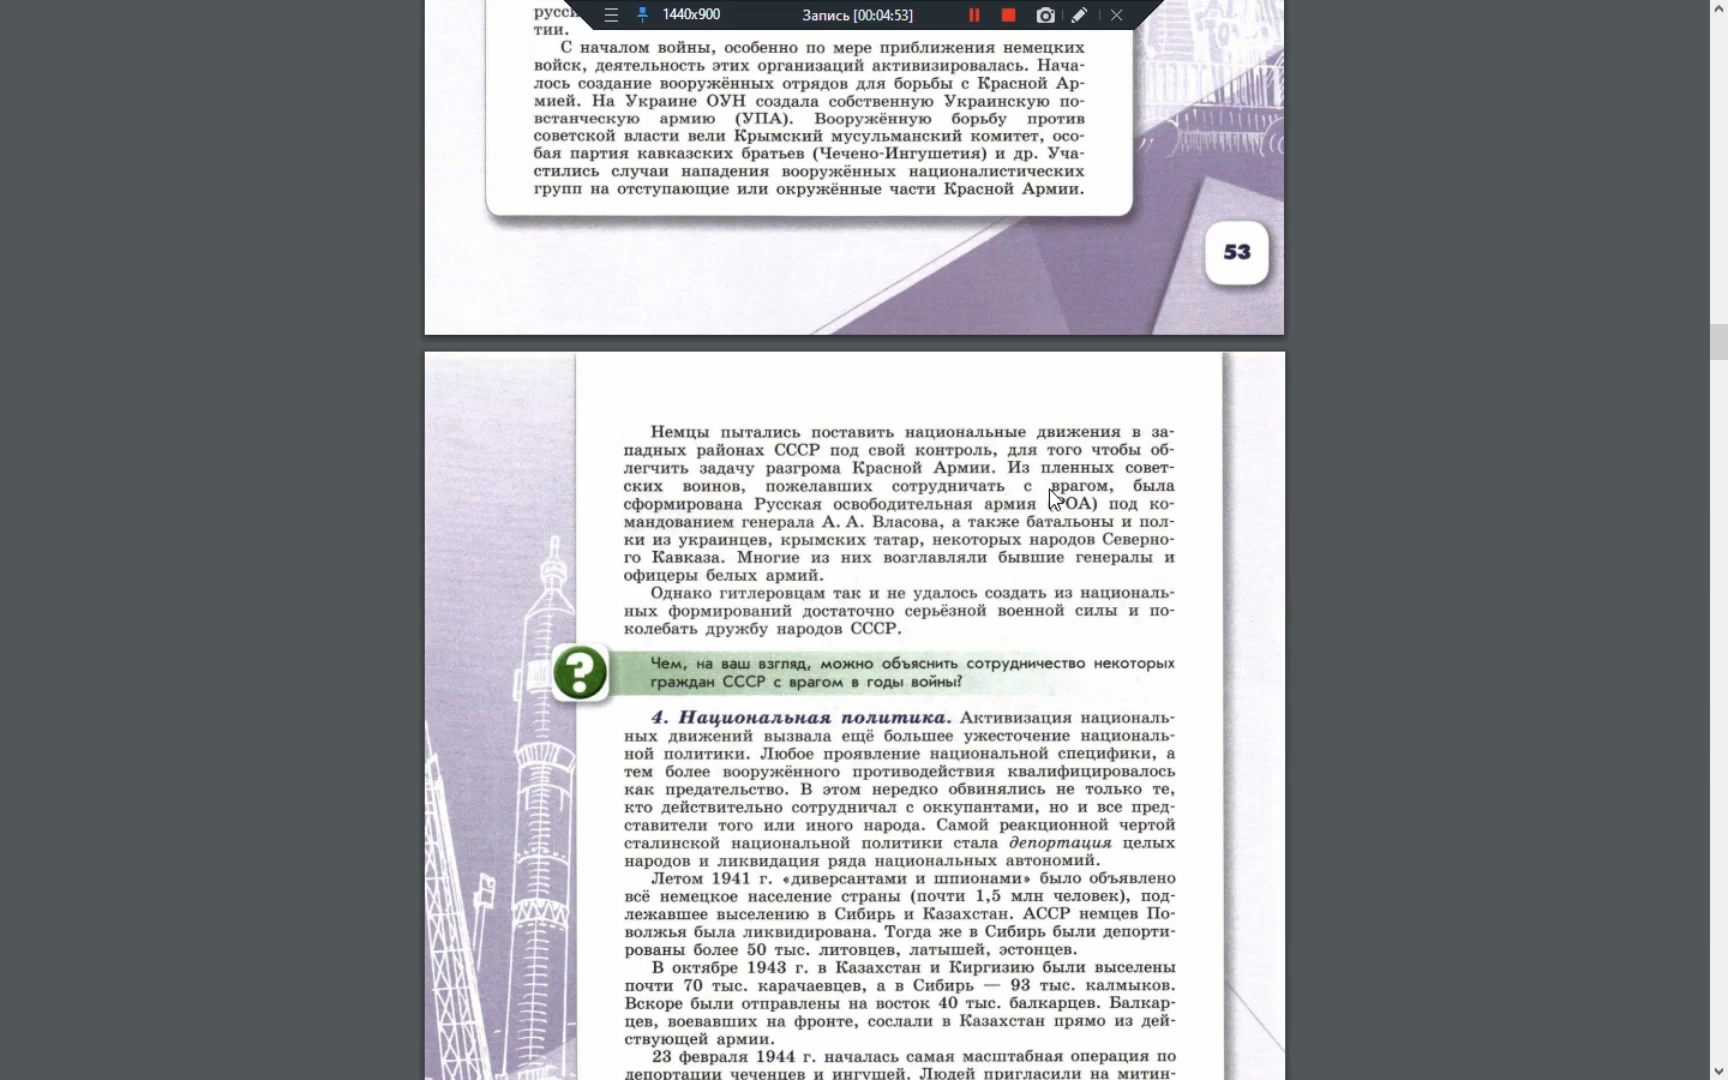 1440x900
Запись [00:04:53]
тии.
С началом войны, особенно по мере приближения немецких
войск, деятельность этих организаций активизировалась. Нача-
лось создание вооружённых отрядов для борьбы с Красной Ар-
мией. На Украине ОУН создала собственную Украинскую по-
встанческую армию (УПА). Вооружённую борьбу против
советской власти вели Крымский мусульманский комитет, осо-
бая партия кавказских братьев (Чечено-Ингушетия) и др. Уча-
стились случаи нападения вооружённых националистических
групп на отступающие или окружённые части Красной Армии.
53
Немцы пытались поставить национальные движения в за-
падных районах СССР под свой контроль, для того чтобы об-
легчить задачу разгрома Красной Армии. Из пленных совет-
ских воинов, пожелавших сотрудничать с врагом, была
сформирована Русская освободительная армия (РОА) под ко-
мандованием генерала А. А. Власова, а также батальоны и пол-
ки из украинцев, крымских татар, некоторых народов Северно-
го Кавказа. Многие из них возглавляли бывшие генералы и
офицеры белых армий.
Однако гитлеровцам так и не удалось создать из националь-
ных формирований достаточно серьёзной военной силы и по-
колебать дружбу народов СССР.
?
Чем, на ваш взгляд, можно объяснить сотрудничество некоторых
граждан СССР с врагом в годы войны?
4. Национальная политика. Активизация националь-
ных движений вызвала ещё большее ужесточение националь-
ной политики. Любое проявление национальной специфики, а
тем более вооружённого противодействия квалифицировалось
как предательство. В этом нередко обвинялись не только те,
кто действительно сотрудничал с оккупантами, но и все пред-
ставители того или иного народа. Самой реакционной чертой
сталинской национальной политики стала депортация целых
народов и ликвидация ряда национальных автономий.
Летом 1941 г. «диверсантами и шпионами» было объявлено
всё немецкое население страны (почти 1,5 млн человек), под-
лежавшее выселению в Сибирь и Казахстан. АССР немцев По-
волжья была ликвидирована. Тогда же в Сибирь были депорти-
рованы более 50 тыс. литовцев, латышей, эстонцев.
В октябре 1943 г. в Казахстан и Киргизию были выселены
почти 70 тыс. карачаевцев, а в Сибирь — 93 тыс. калмыков.
Вскоре были отправлены на восток 40 тыс. балкарцев. Балкар-
цев, воевавших на фронте, сослали в Казахстан прямо из дей-
ствующей армии.
23 февраля 1944 г. началась самая масштабная операция по
депортации чеченцев и ингушей. Людей пригласили на митин-